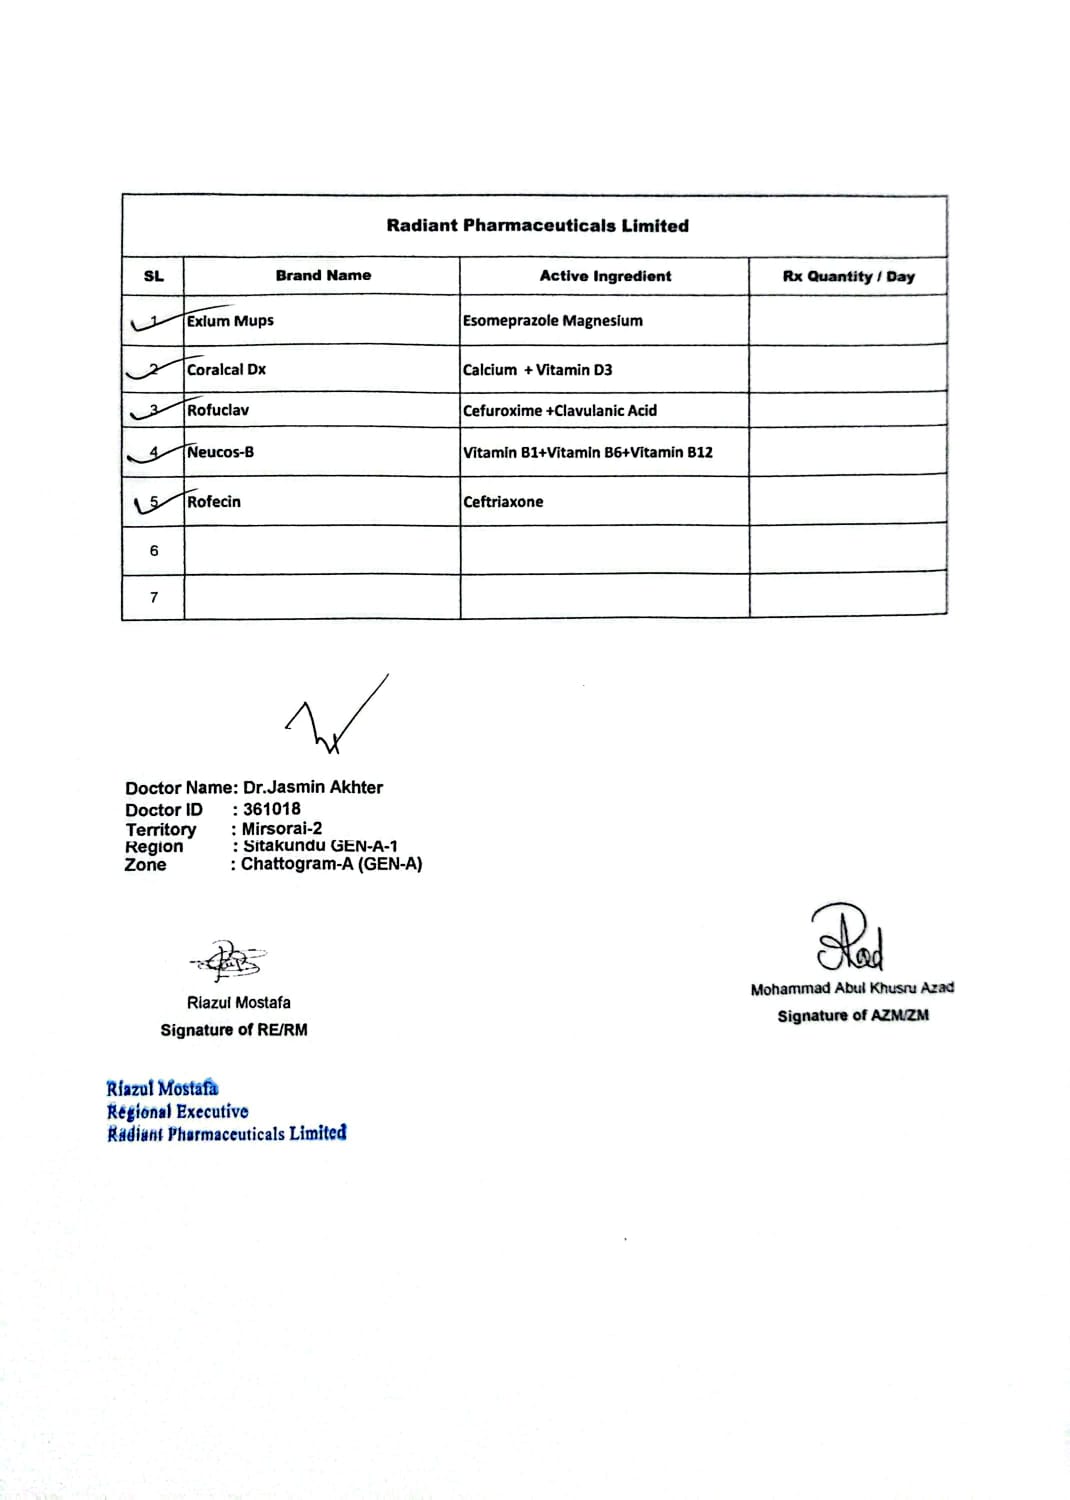 Radiant Pharmaceuticals Limited
SL Brand Name Active Ingredient Rx Quantity / Day
1 Exium Mups Esomeprazole Magnesium
2 Coralcal Dx Calcium + Vitamin D3
3 Rofuclav Cefuroxime +Clavulanic Acid
4 Neucos-B Vitamin B1+Vitamin B6+Vitamin B12
5 Rofecin Ceftriaxone
6
7
Doctor Name: Dr.Jasmin Akhter
Doctor ID : 361018
Territory : Mirsorai-2
Region : Sitakundu GEN-A-1
Zone : Chattogram-A (GEN-A)
Azad
Riazul Mostafa
Signature of RE/RM
Mohammad Abul Khusru Azad
Signature of AZM/ZM
Riazul Mostafa
Regional Executive
Radiant Pharmaceuticals Limited